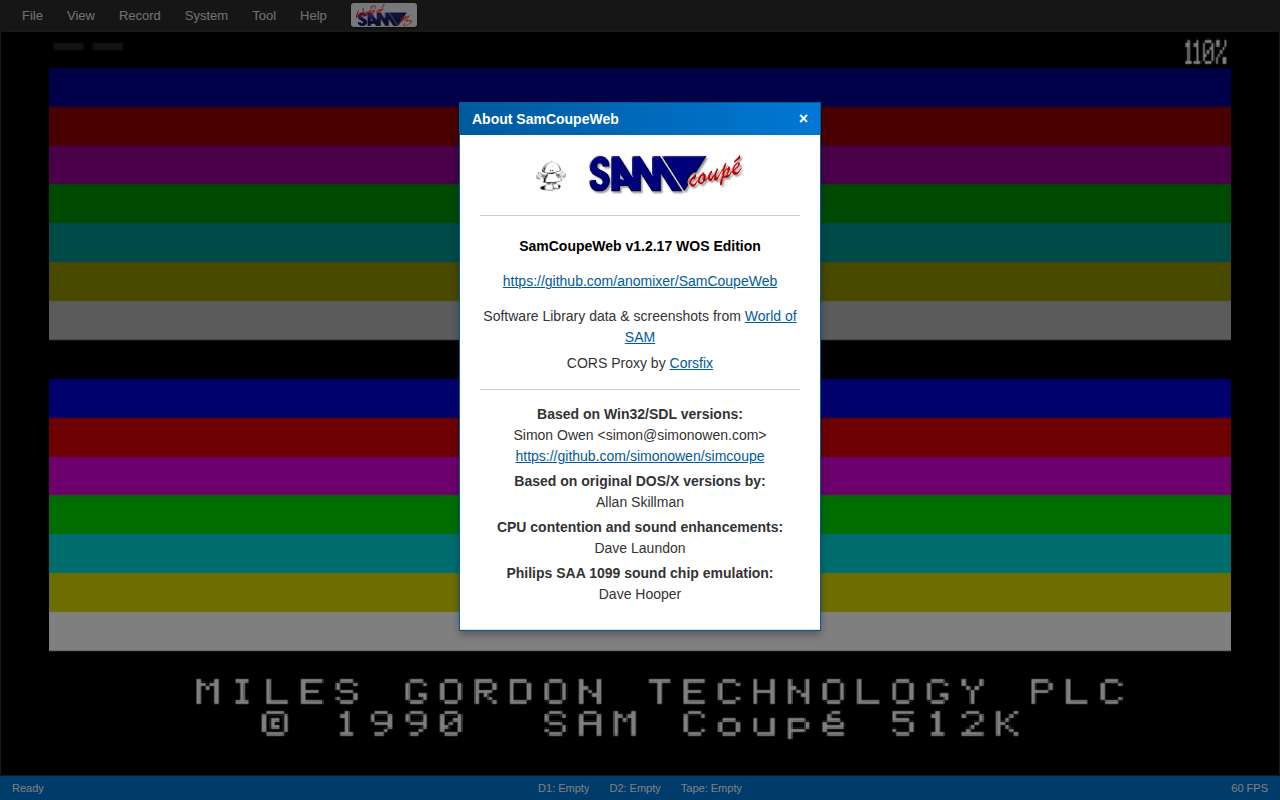 File View Record System Tool Help World of SAM
110%
About SamCoupeWeb ×
SAM coupé
SamCoupeWeb v1.2.17 WOS Edition
https://github.com/anomixer/SamCoupeWeb
Software Library data & screenshots from World of
SAM
CORS Proxy by Corsfix
Based on Win32/SDL versions:
Simon Owen <simon@simonowen.com>
https://github.com/simonowen/simcoupe
Based on original DOS/X versions by:
Allan Skillman
CPU contention and sound enhancements:
Dave Laundon
Philips SAA 1099 sound chip emulation:
Dave Hooper
MILES GORDON TECHNOLOGY PLC
© 1990 SAM Coupé 512K
Ready D1: Empty D2: Empty Tape: Empty 60 FPS